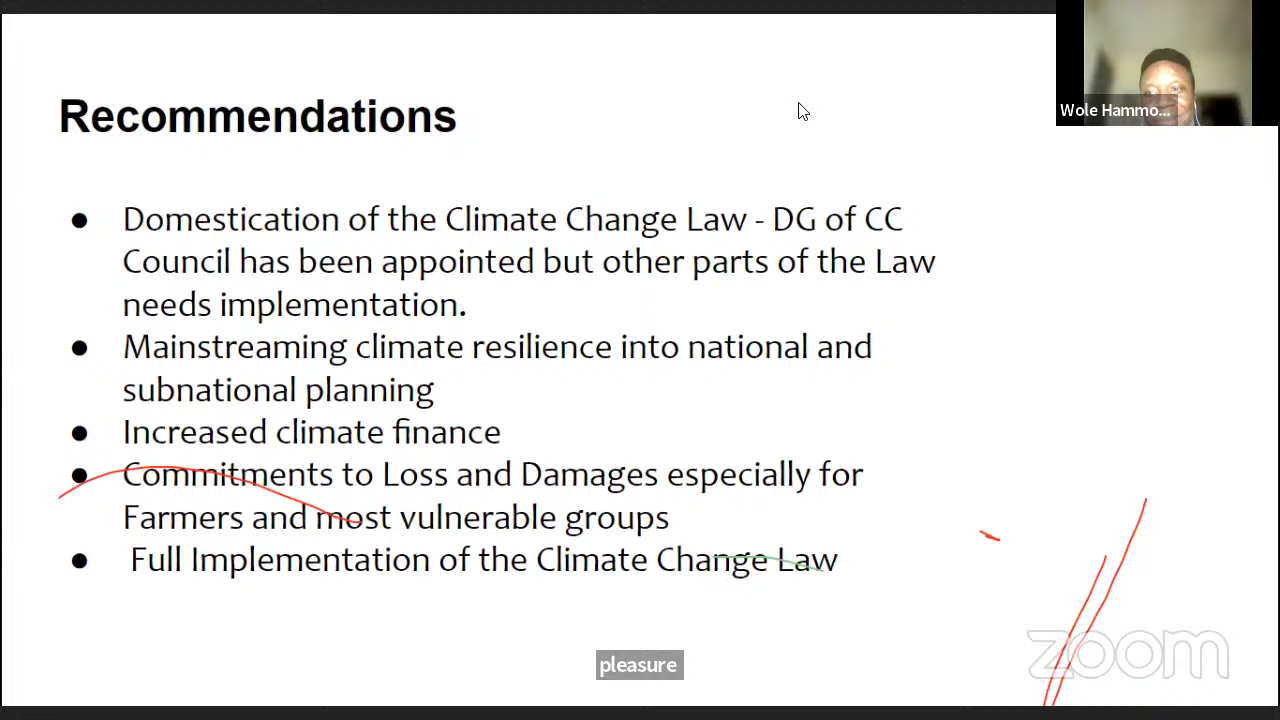 Wole Hammo...
Recommendations
● Domestication of the Climate Change Law - DG of CC
Council has been appointed but other parts of the Law
needs implementation.
● Mainstreaming climate resilience into national and
subnational planning
● Increased climate finance
● Commitments to Loss and Damages especially for
Farmers and most vulnerable groups
● Full Implementation of the Climate Change Law
zoom
pleasure